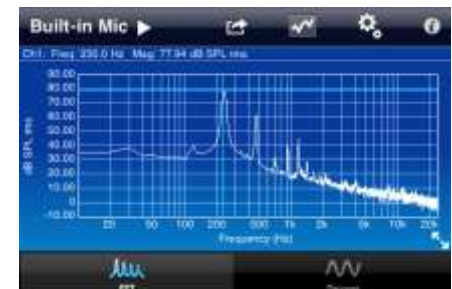 Built-in Mic
Ch1: Freq: 230.0 Hz Mag: 77.94 dB SPL rms
90.00
80.00
70.00
60.00
50.00
40.00
30.00
20.00
10.00
0
-10.00
dB SPL rms
20 50 100 200 500 1k 2k 5k 10k 20k
Frequency (Hz)
FFT